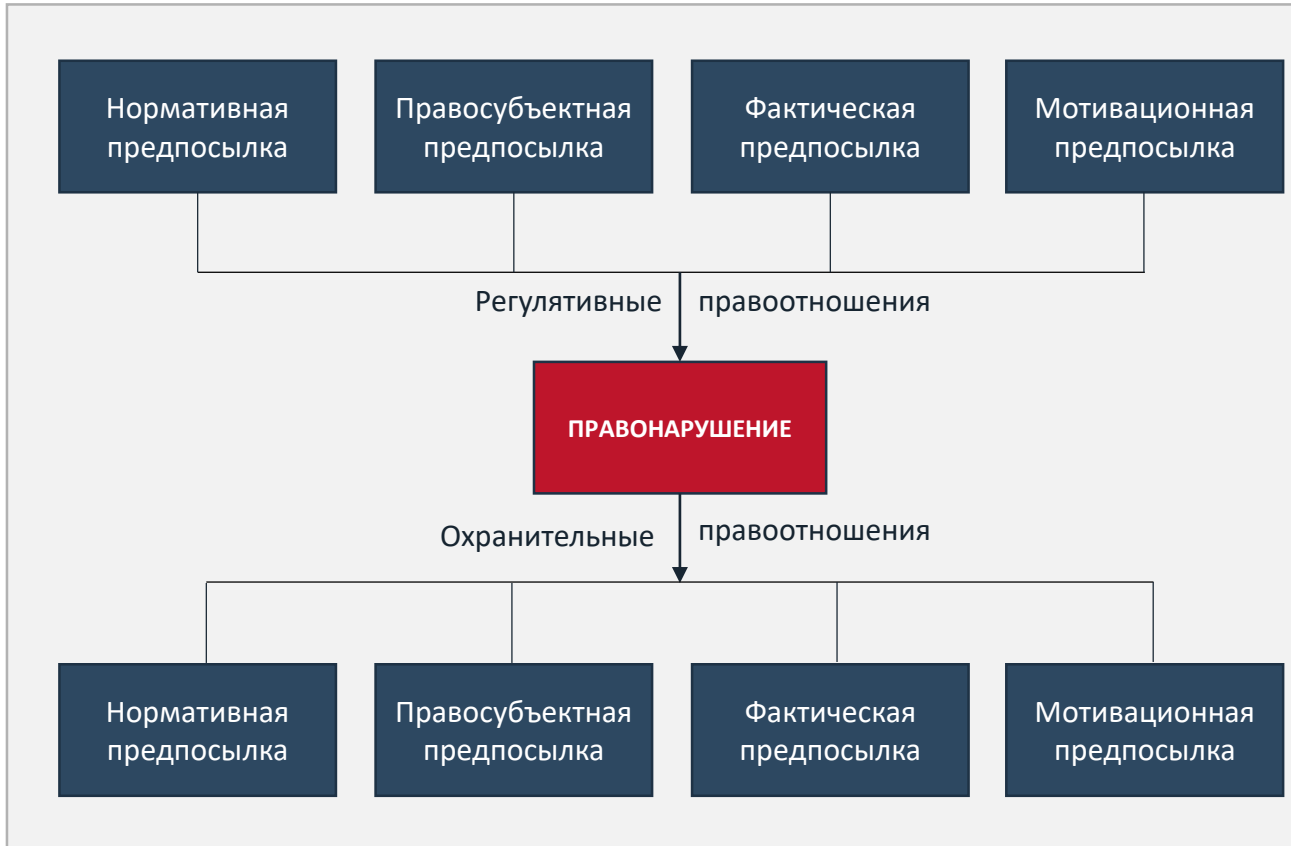 Нормативная
предпосылка
Правосубъектная
предпосылка
Фактическая
предпосылка
Мотивационная
предпосылка
Регулятивные правоотношения
ПРАВОНАРУШЕНИЕ
Охранительные правоотношения
Нормативная
предпосылка
Правосубъектная
предпосылка
Фактическая
предпосылка
Мотивационная
предпосылка